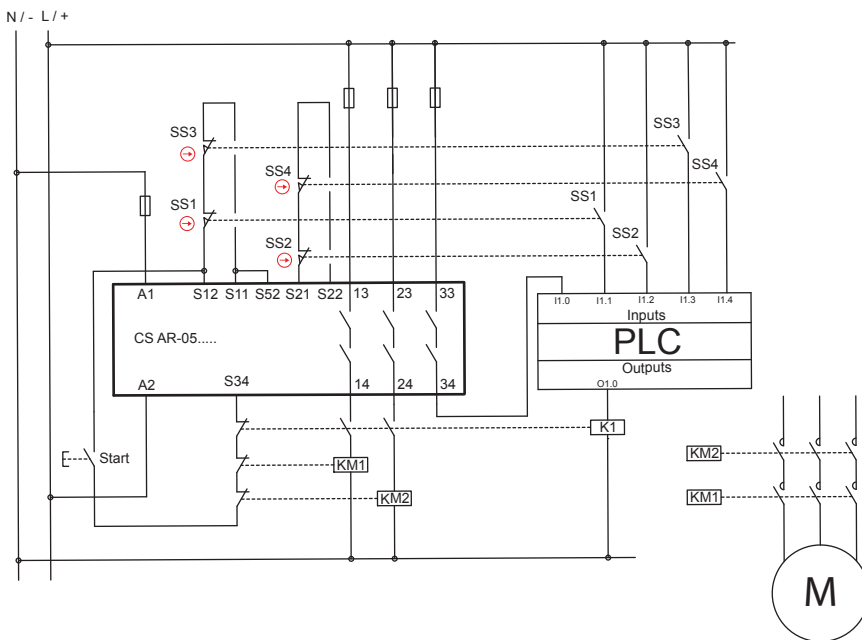 N / - L / +
SS3
SS3
SS4
SS4
SS1
SS1
SS2
SS2
A1 S12 S11 S52 S21 S22 13 23 33
I1.0 I1.1 I1.2 I1.3 I1.4
Inputs
CS AR-05.....
PLC
Outputs
A2 S34 14 24 34
O1.0
K1
Start
KM1
KM2
KM2
KM1
M